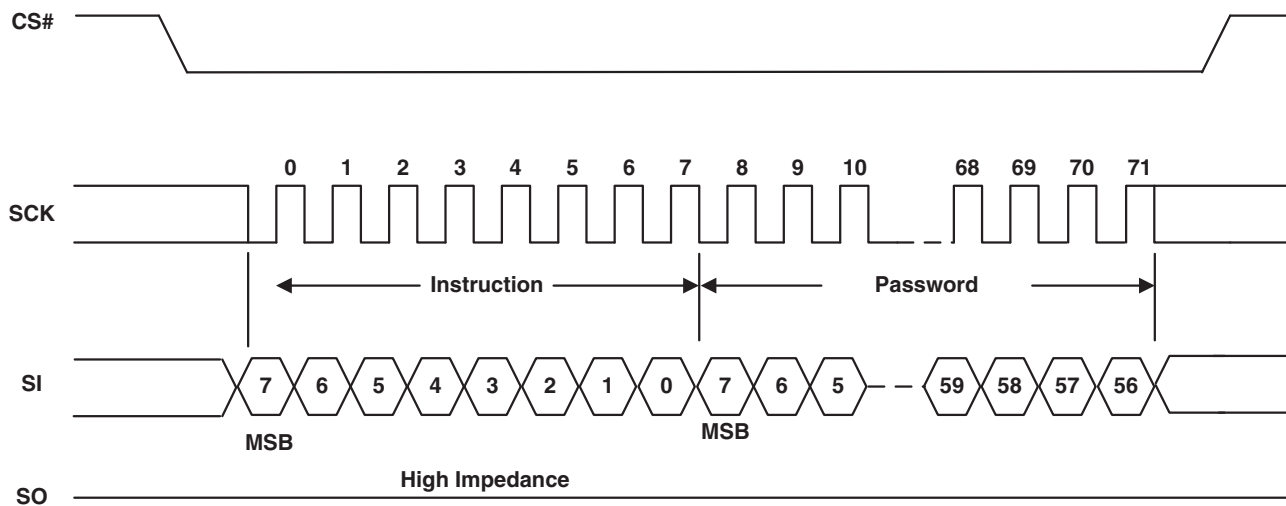 CS#
0 1 2 3 4 5 6 7 8 9 10 68 69 70 71
SCK
Instruction Password
SI 7 6 5 4 3 2 1 0 7 6 5 59 58 57 56
MSB MSB
High Impedance
SO